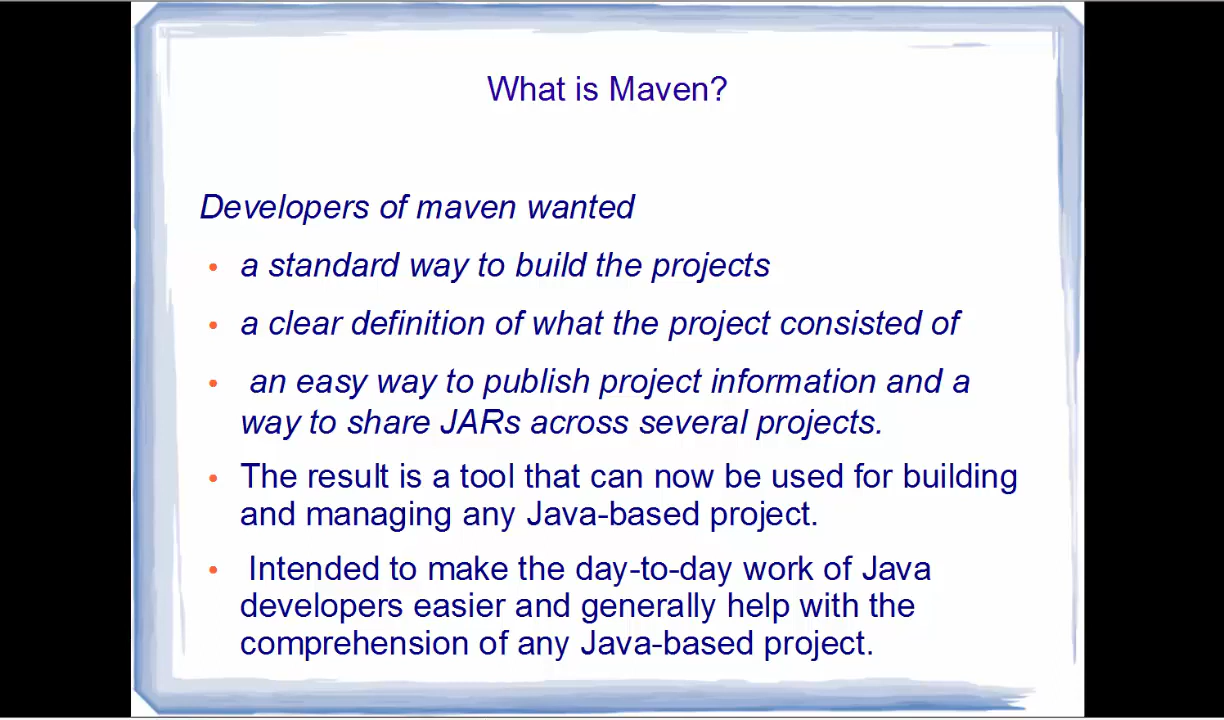 What is Maven?
Developers of maven wanted
• a standard way to build the projects
• a clear definition of what the project consisted of
• an easy way to publish project information and a
way to share JARs across several projects.
• The result is a tool that can now be used for building
and managing any Java-based project.
• Intended to make the day-to-day work of Java
developers easier and generally help with the
comprehension of any Java-based project.